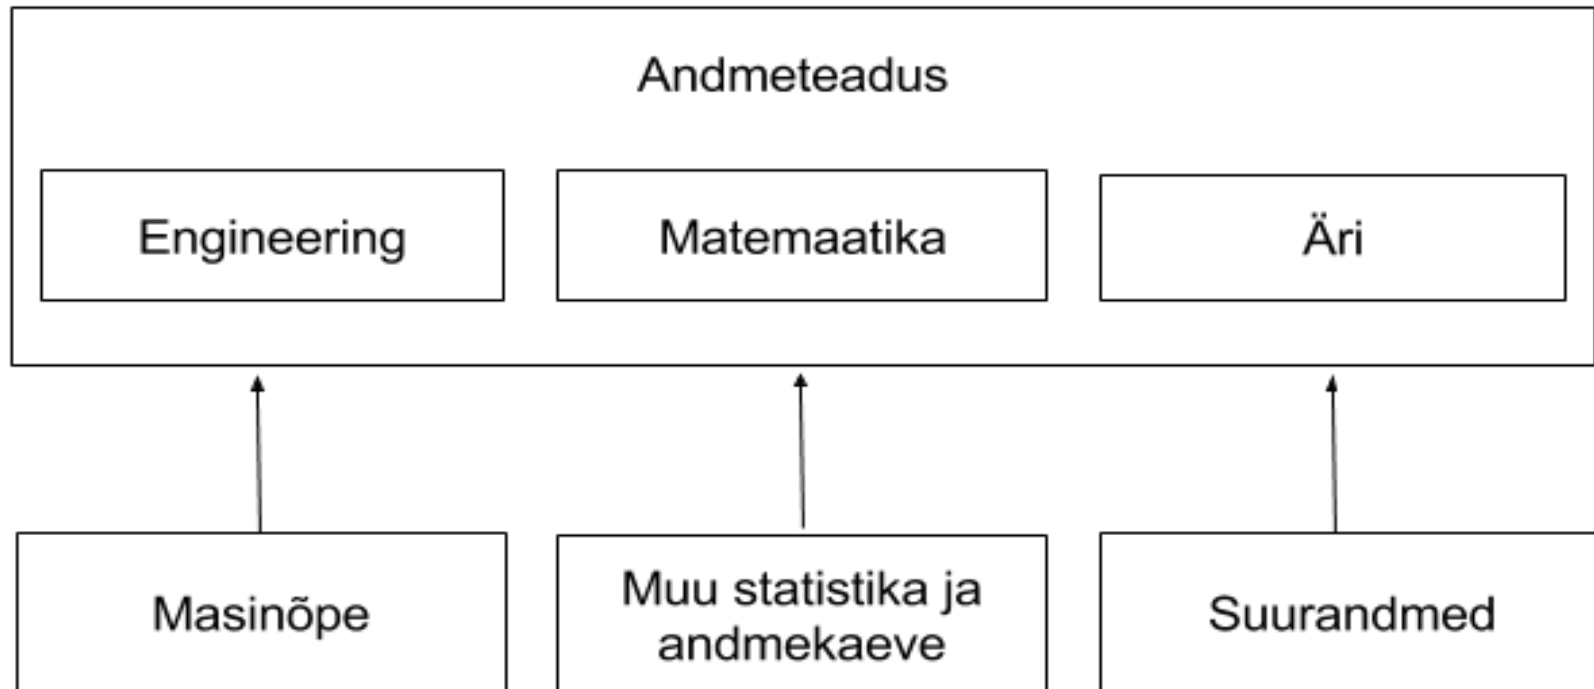 Andmeteadus
Engineering
Matemaatika
Äri
Masinõpe
Muu statistika ja
andmekaeve
Suurandmed